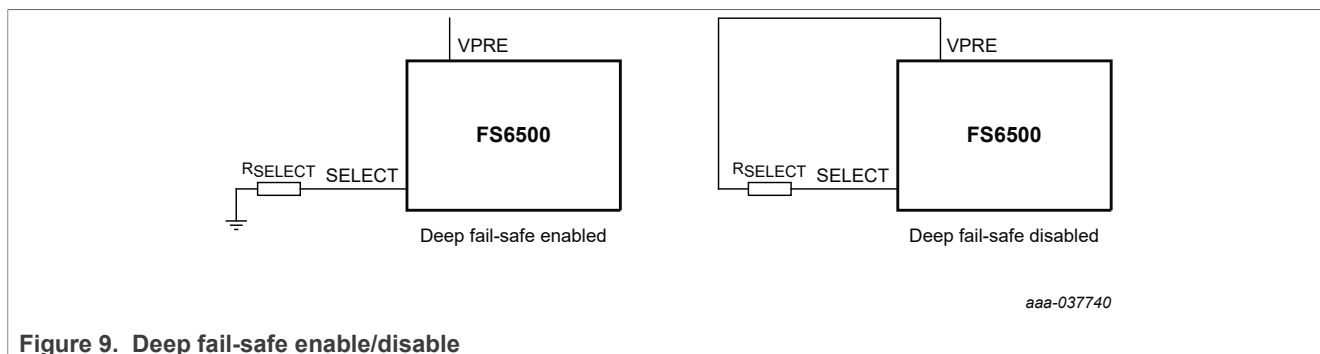 VPRE
FS6500
RSELECT
SELECT
Deep fail-safe enabled
VPRE
FS6500
RSELECT
SELECT
Deep fail-safe disabled
aaa-037740
Figure 9. Deep fail-safe enable/disable